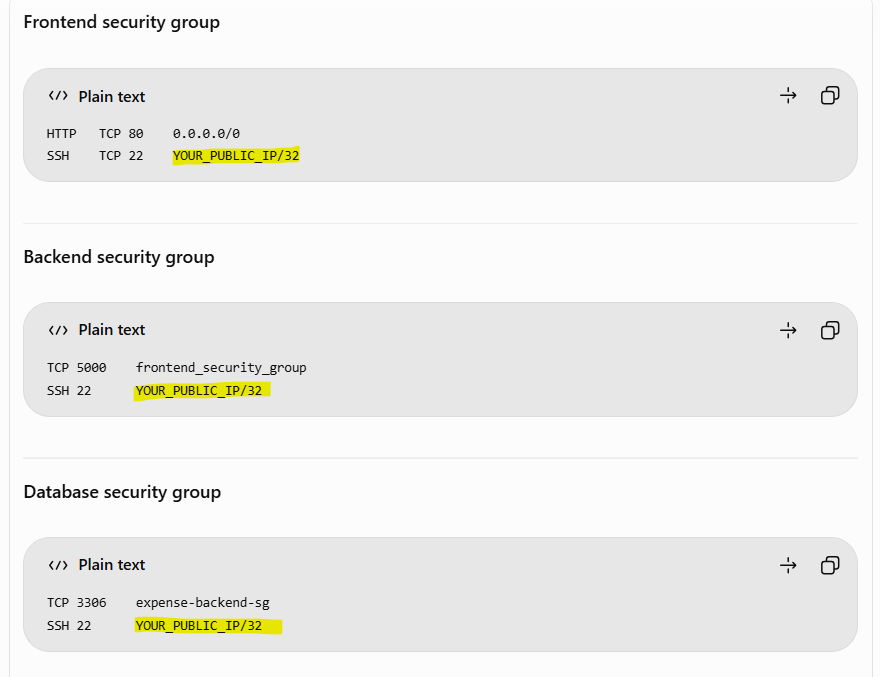 Frontend security group
Plain text
HTTP TCP 80 0.0.0.0/0
SSH TCP 22 YOUR_PUBLIC_IP/32
Backend security group
Plain text
TCP 5000 frontend_security_group
SSH 22 YOUR_PUBLIC_IP/32
Database security group
Plain text
TCP 3306 expense-backend-sg
SSH 22 YOUR_PUBLIC_IP/32